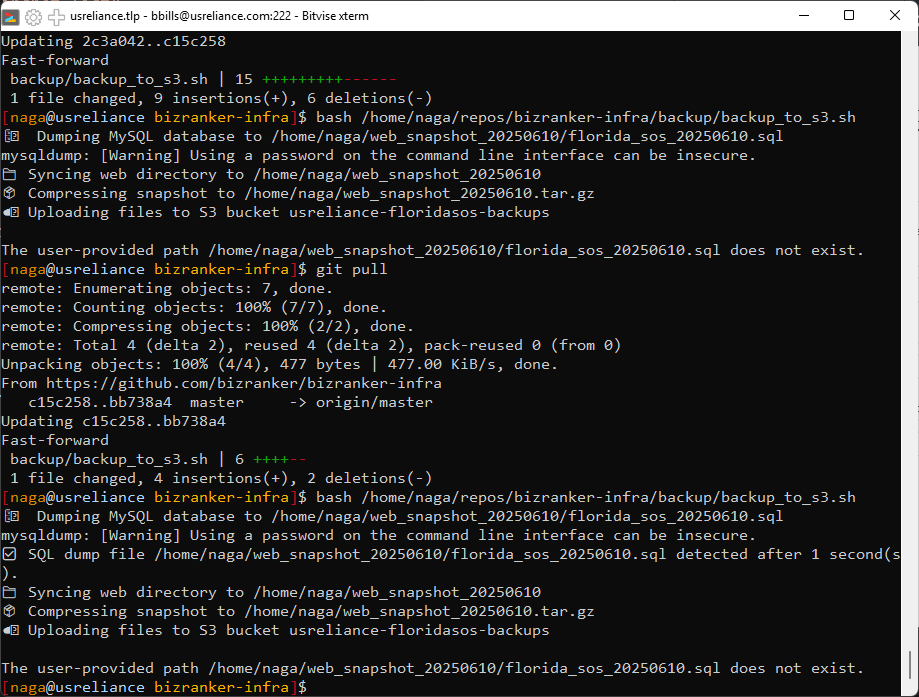 usreliance.tlp - bbills@usreliance.com:222 - Bitvise xterm
Updating 2c3a042..c15c258
Fast-forward
 backup/backup_to_s3.sh | 15 +++++++++------
 1 file changed, 9 insertions(+), 6 deletions(-)
[naga@usreliance bizranker-infra]$ bash /home/naga/repos/bizranker-infra/backup/backup_to_s3.sh
Dumping MySQL database to /home/naga/web_snapshot_20250610/florida_sos_20250610.sql
mysqldump: [Warning] Using a password on the command line interface can be insecure.
Syncing web directory to /home/naga/web_snapshot_20250610
Compressing snapshot to /home/naga/web_snapshot_20250610.tar.gz
Uploading files to S3 bucket usreliance-floridasos-backups
The user-provided path /home/naga/web_snapshot_20250610/florida_sos_20250610.sql does not exist.
[naga@usreliance bizranker-infra]$ git pull
remote: Enumerating objects: 7, done.
remote: Counting objects: 100% (7/7), done.
remote: Compressing objects: 100% (2/2), done.
remote: Total 4 (delta 2), reused 4 (delta 2), pack-reused 0 (from 0)
Unpacking objects: 100% (4/4), 477 bytes | 477.00 KiB/s, done.
From https://github.com/bizranker/bizranker-infra
   c15c258..bb738a4  master     -> origin/master
Updating c15c258..bb738a4
Fast-forward
 backup/backup_to_s3.sh | 6 ++++--
 1 file changed, 4 insertions(+), 2 deletions(-)
[naga@usreliance bizranker-infra]$ bash /home/naga/repos/bizranker-infra/backup/backup_to_s3.sh
Dumping MySQL database to /home/naga/web_snapshot_20250610/florida_sos_20250610.sql
mysqldump: [Warning] Using a password on the command line interface can be insecure.
SQL dump file /home/naga/web_snapshot_20250610/florida_sos_20250610.sql detected after 1 second(s
).
Syncing web directory to /home/naga/web_snapshot_20250610
Compressing snapshot to /home/naga/web_snapshot_20250610.tar.gz
Uploading files to S3 bucket usreliance-floridasos-backups
The user-provided path /home/naga/web_snapshot_20250610/florida_sos_20250610.sql does not exist.
[naga@usreliance bizranker-infra]$